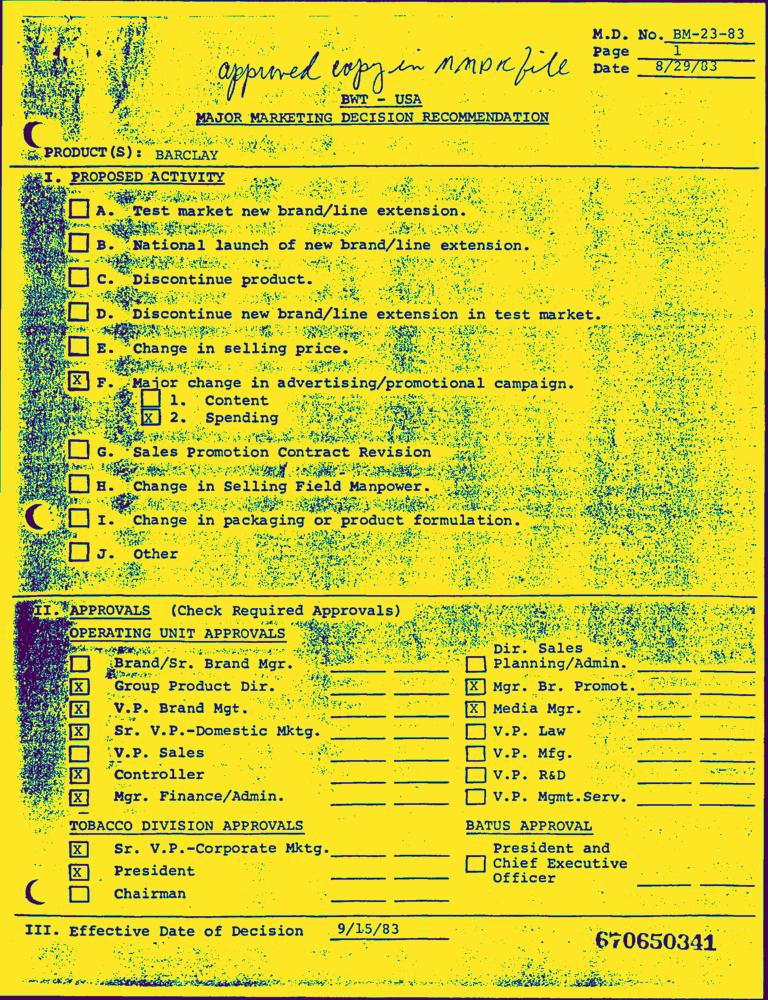 M.D. No. BM-23-83
Page 1
Date 8/29/83
approved copy in MMDR file
BWT - USA
MAJOR MARKETING DECISION RECOMMENDATION
PRODUCT(S): BARCLAY
I. PROPOSED ACTIVITY
A. Test market new brand/line extension.
B. National launch of new brand/line extension.
C. Discontinue product.
D. Discontinue new brand/line extension in test market.
E. Change in selling price.
X F. Major change in advertising/promotional campaign.
1. Content
X 2. Spending
G. Sales Promotion Contract Revision
H. Change in Selling Field Manpower.
I. Change in packaging or product formulation.
J. Other
II. APPROVALS (Check Required Approvals)
OPERATING UNIT APPROVALS
Brand/Sr. Brand Mgr.
X Group Product Dir.
X V.P. Brand Mgt.
X Sr. V.P.-Domestic Mktg.
V.P. Sales
X Controller
X Mgr. Finance/Admin.
Dir. Sales
Planning/Admin.
X Mgr. Br. Promot.
X Media Mgr.
V.P. Law
V.P. Mfg.
V.P. R&D
V.P. Mgmt.Serv.
TOBACCO DIVISION APPROVALS
X Sr. V.P.-Corporate Mktg.
X President
Chairman
BATUS APPROVAL
President and
Chief Executive
Officer
III. Effective Date of Decision 9/15/83
670650341